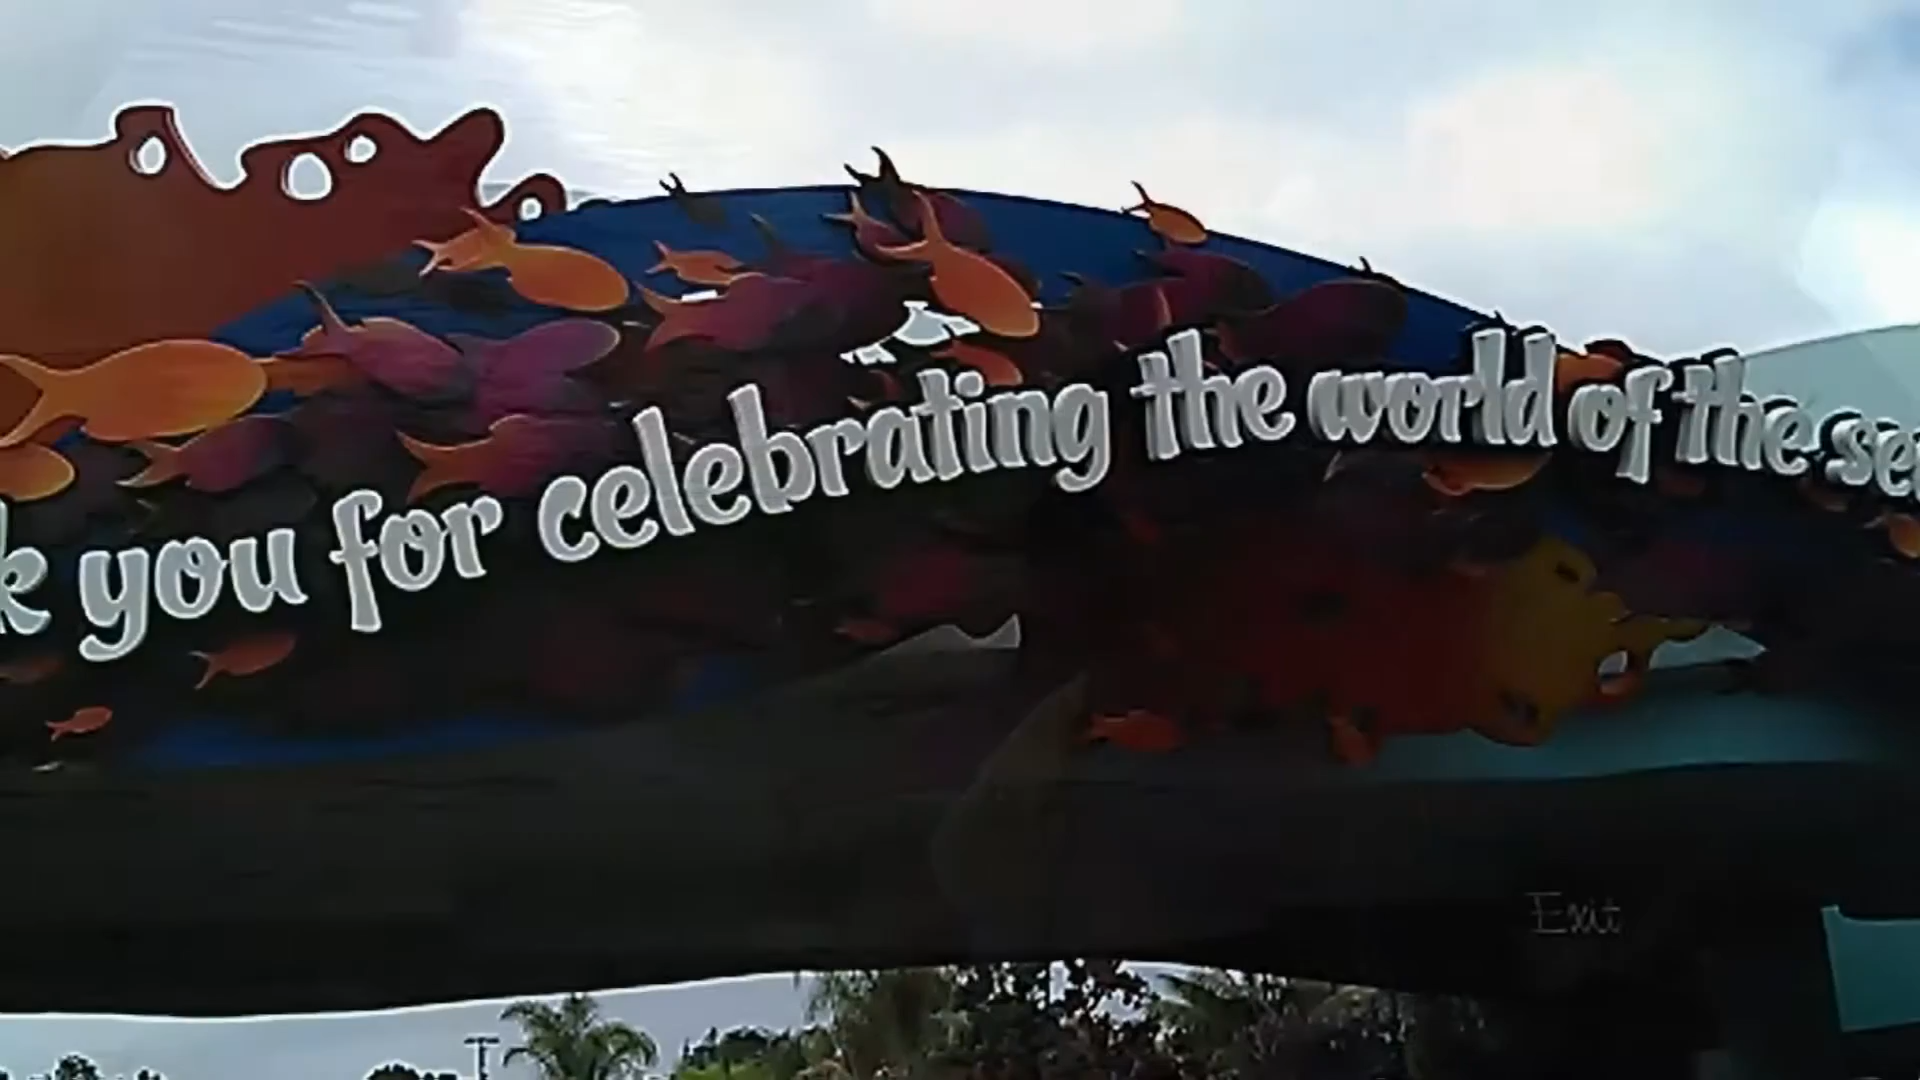 k you for celebrating the world of the se
Exit